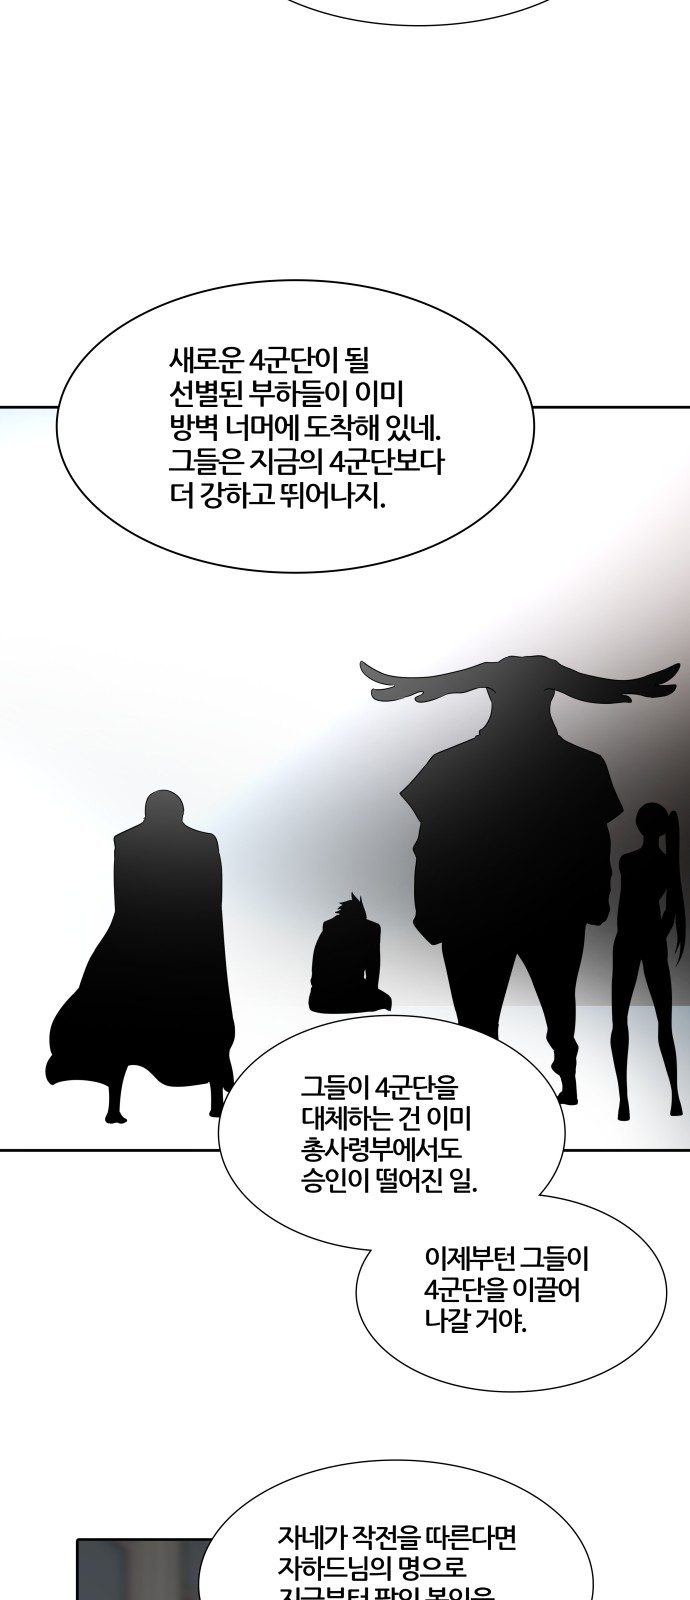 새로운 4군단이 될
선별된 부하들이 이미
방벽 너머에 도착해 있네.
그들은 지금의 4군단보다
더 강하고 뛰어나지.
그들이 4군단을
대체하는 건 이미
총사령부에서도
승인이 떨어진 일.
이제부턴 그들이
4군단을 이끌어
나갈 거야.
자네가 작전을 따른다면
자하드님의 명으로
지금부터